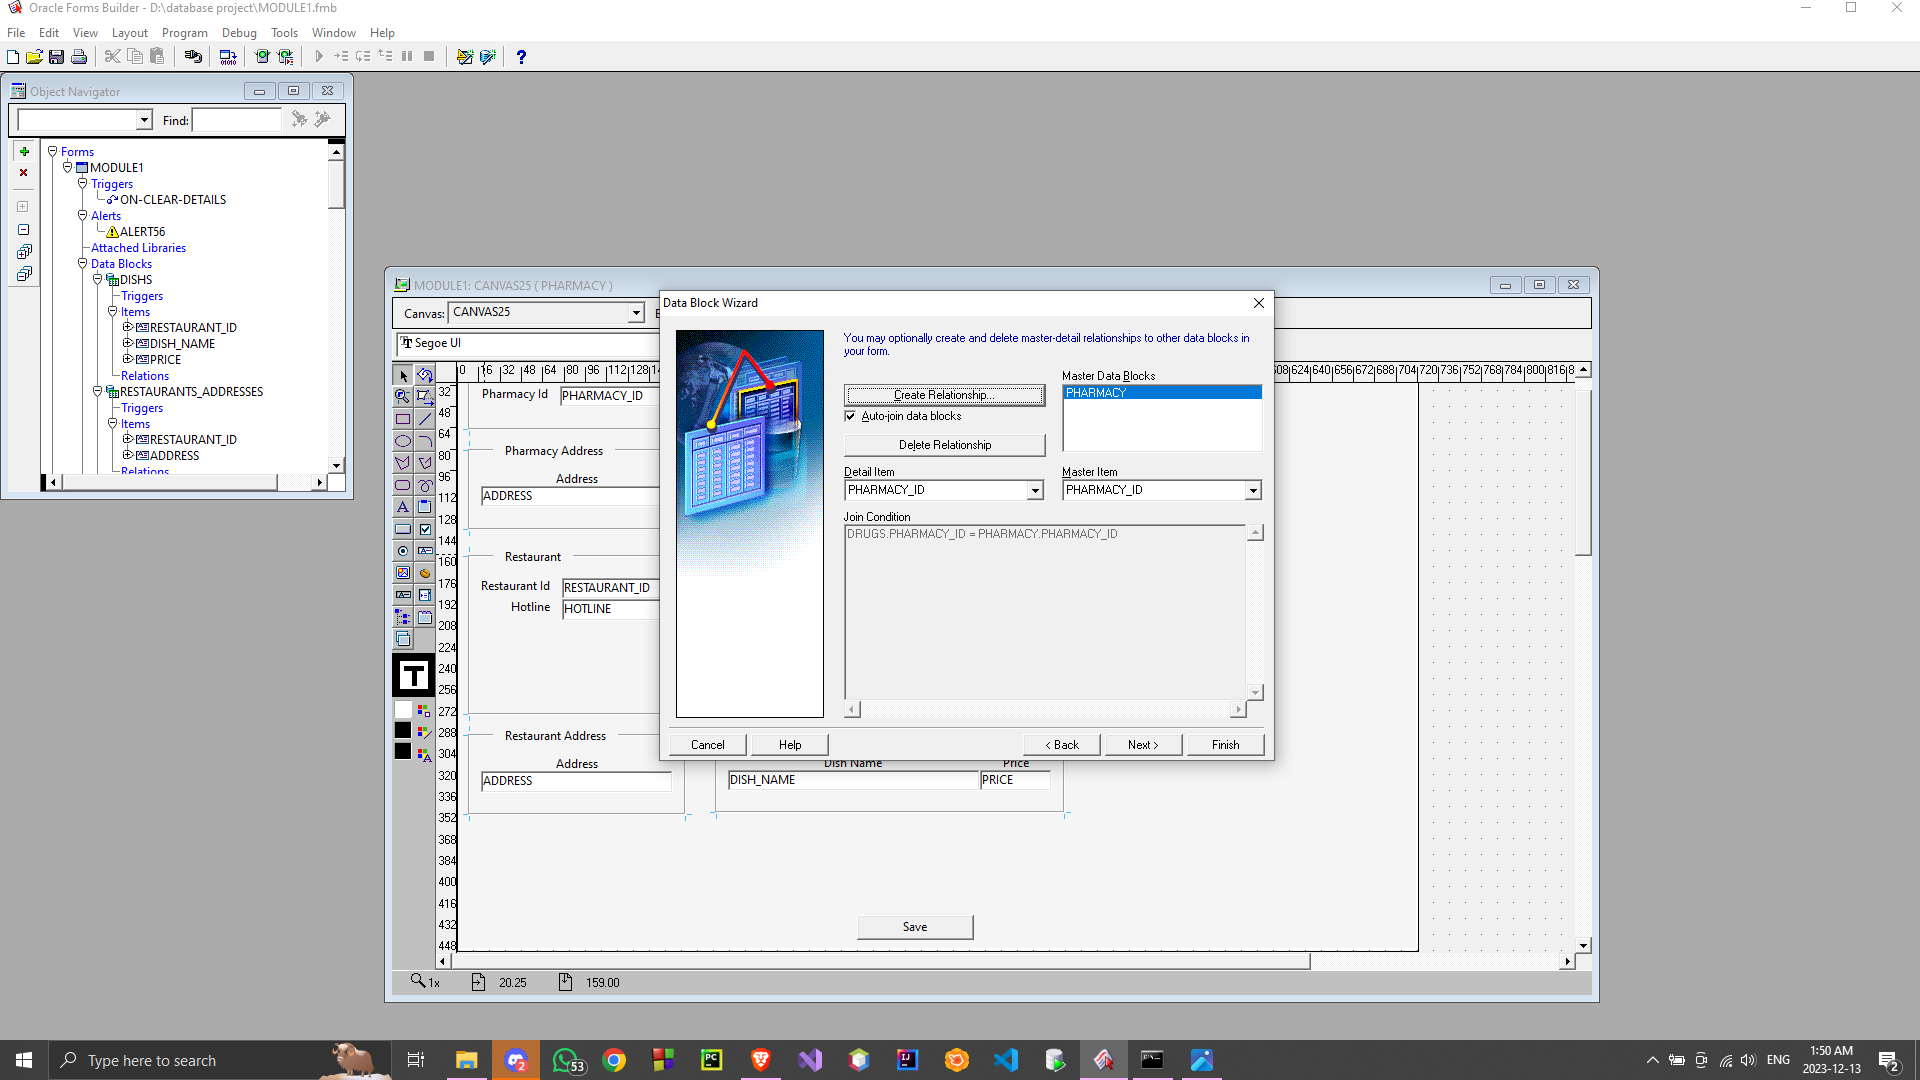 Oracle Forms Builder - D:\database project\MODULE1.fmb
File Edit View Layout Program Debug Tools Window Help
Object Navigator
Find:
Forms
MODULE1
Triggers
ON-CLEAR-DETAILS
Alerts
ALERT56
Attached Libraries
Data Blocks
DISHS
Triggers
Items
RESTAURANT_ID
DISH_NAME
PRICE
Relations
RESTAURANTS_ADDRESSES
Triggers
Items
RESTAURANT_ID
ADDRESS
Relations
MODULE1: CANVAS25 ( PHARMACY )
Canvas: CANVAS25
Segoe UI
0 16 32 48 64 80 96 112 128
624 640 656 672 688 704 720 736 752 768 784 800 816
32
48
64
80
96
112
128
144
160
176
192
208
224
240
256
272
288
304
320
336
352
368
384
400
416
432
448
Pharmacy Id PHARMACY_ID
Pharmacy Address
Address
ADDRESS
Restaurant
Restaurant Id RESTAURANT_ID
Hotline HOTLINE
Restaurant Address
Address
ADDRESS
Dish Name Price
DISH_NAME PRICE
Save
1x 20.25 159.00
Data Block Wizard
You may optionally create and delete master-detail relationships to other data blocks in
your form.
Create Relationship...
Auto-join data blocks
Delete Relationship
Master Data Blocks
PHARMACY
Detail Item Master Item
PHARMACY_ID PHARMACY_ID
Join Condition
DRUGS.PHARMACY_ID = PHARMACY.PHARMACY_ID
Cancel Help < Back Next > Finish
Type here to search
2
53
PC
IJ
ENG
1:50 AM
2023-12-13
2